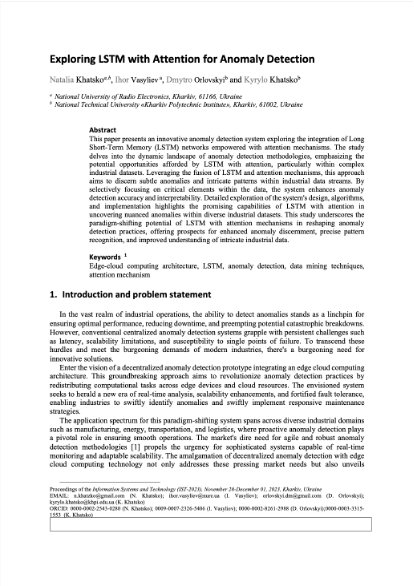 Exploring LSTM with Attention for Anomaly Detection
Natalia Khatsko a,b, Ihor Vasyliev a, Dmytro Orlovskyi b and Kyrylo Khatsko b
a National University of Radio Electronics, Kharkiv, 61166, Ukraine
b National Technical University «Kharkiv Polytechnic Institute», Kharkiv, 61002, Ukraine
Abstract
This paper presents an innovative anomaly detection system exploring the integration of Long
Short-Term Memory (LSTM) networks empowered with attention mechanisms. The study
delves into the dynamic landscape of anomaly detection methodologies, emphasizing the
potential opportunities afforded by LSTM with attention, particularly within complex
industrial datasets. Leveraging the fusion of LSTM and attention mechanisms, this approach
aims to discern subtle anomalies and intricate patterns within industrial data streams. By
selectively focusing on critical elements within the data, the system enhances anomaly
detection accuracy and interpretability. Detailed exploration of the system's design, algorithms,
and implementation highlights the promising capabilities of LSTM with attention in
uncovering nuanced anomalies within diverse industrial datasets. This study underscores the
paradigm-shifting potential of LSTM with attention mechanisms in reshaping anomaly
detection practices, offering prospects for enhanced anomaly discernment, precise pattern
recognition, and improved understanding of intricate industrial data.
Keywords 1
Edge-cloud computing architecture, LSTM, anomaly detection, data mining techniques,
attention mechanism
1. Introduction and problem statement
In the vast realm of industrial operations, the ability to detect anomalies stands as a linchpin for
ensuring optimal performance, reducing downtime, and preempting potential catastrophic breakdowns.
However, conventional centralized anomaly detection systems grapple with persistent challenges such
as latency, scalability limitations, and susceptibility to single points of failure. To transcend these
hurdles and meet the burgeoning demands of modern industries, there's a burgeoning need for
innovative solutions.
Enter the vision of a decentralized anomaly detection prototype integrating an edge cloud computing
architecture. This groundbreaking approach aims to revolutionize anomaly detection practices by
redistributing computational tasks across edge devices and cloud resources. The envisioned system
seeks to herald a new era of real-time analysis, scalability enhancements, and fortified fault tolerance,
enabling industries to swiftly identify anomalies and swiftly implement responsive maintenance
strategies.
The application spectrum for this paradigm-shifting system spans across diverse industrial domains
such as manufacturing, energy, transportation, and logistics, where proactive anomaly detection plays
a pivotal role in ensuring smooth operations. The market's dire need for agile and robust anomaly
detection methodologies [1] propels the urgency for sophisticated systems capable of real-time
monitoring and adaptable scalability. The amalgamation of decentralized anomaly detection with edge
cloud computing technology not only addresses these pressing market needs but also unveils
Proceedings of the Information Systems and Technology (IST-2023), November 28-December 01, 2023, Kharkiv, Ukraine
EMAIL: n.khatzko@gmail.com (N. Khatsko); ihor.vasyliev@nure.ua (I. Vasyliev); orlovskyi.dm@gmail.com (D. Orlovskyi);
kyrylo.khatsko@khpi.edu.ua (K. Khatsko)
ORCID: (N. Khatsko); (I. Vasyliev); (D. Orlovskyi);
(K. Khatsko)